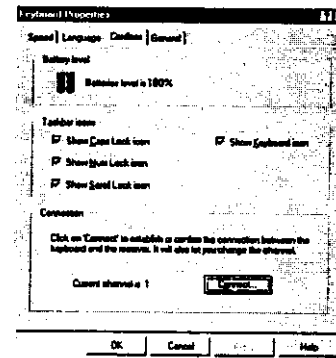 Keyboard Properties
Speed | Language | Cordless | General
Battery level
Batteries level is 100%
Taskbar icons
Show Caps Lock icon
Show Keyboard icon
Show Num Lock icon
Show Scroll Lock icon
Connection
Click on "Connect" to establish or confirm the connection between the
keyboard and the receiver. It will also let you change the channel.
Current channel is 1
Connect...
OK
Cancel
Help